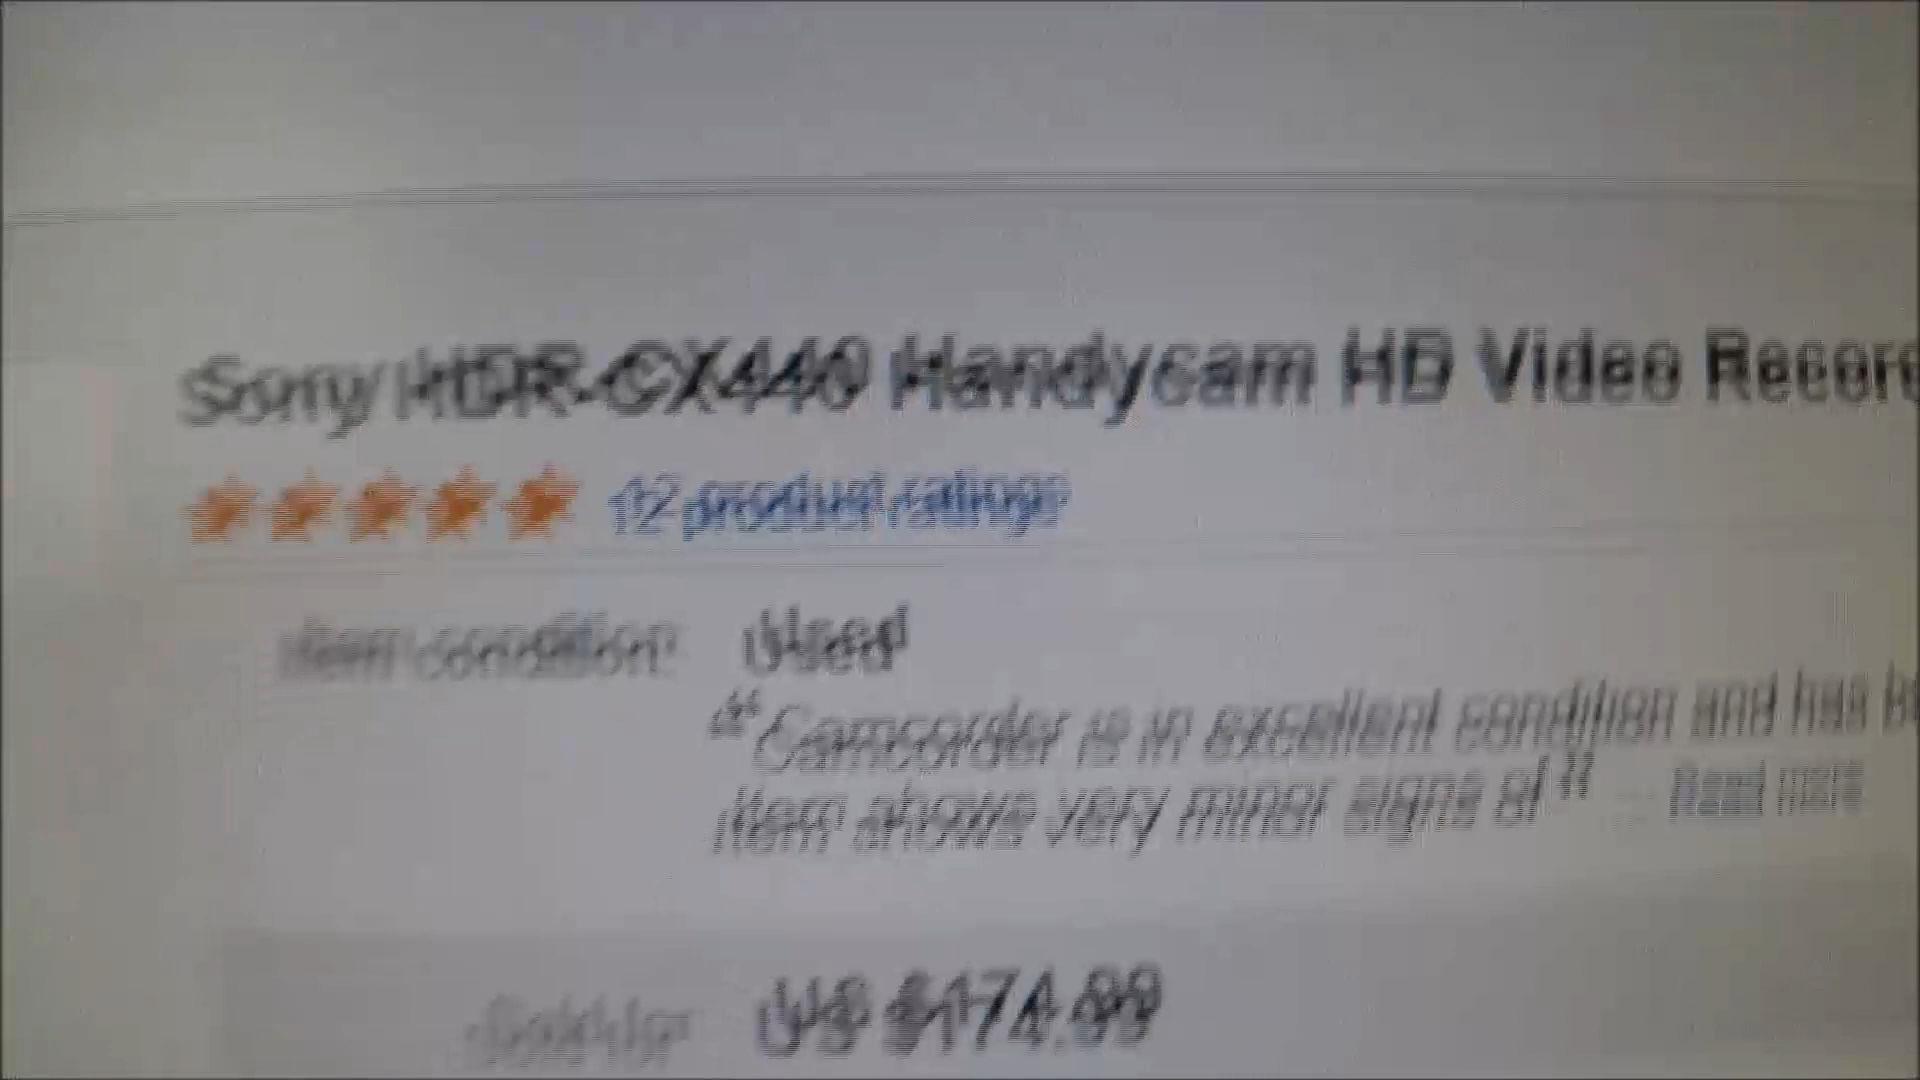 Sony HDR-CX440 Handycam HD Video Recor
12 product ratings
Item condition: Used
“Camcorder is in excellent condition and has b
item shows very minor signs of” ... Read more
Sold for US $174.99